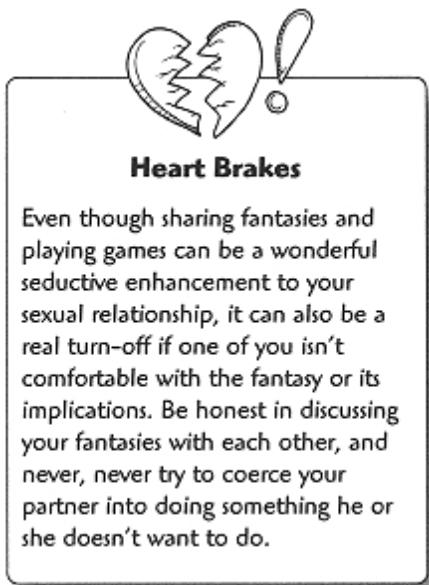 Heart Brakes
Even though sharing fantasies and
playing games can be a wonderful
seductive enhancement to your
sexual relationship, it can also be a
real turn-off if one of you isn't
comfortable with the fantasy or its
implications. Be honest in discussing
your fantasies with each other, and
never, never try to coerce your
partner into doing something he or
she doesn't want to do.